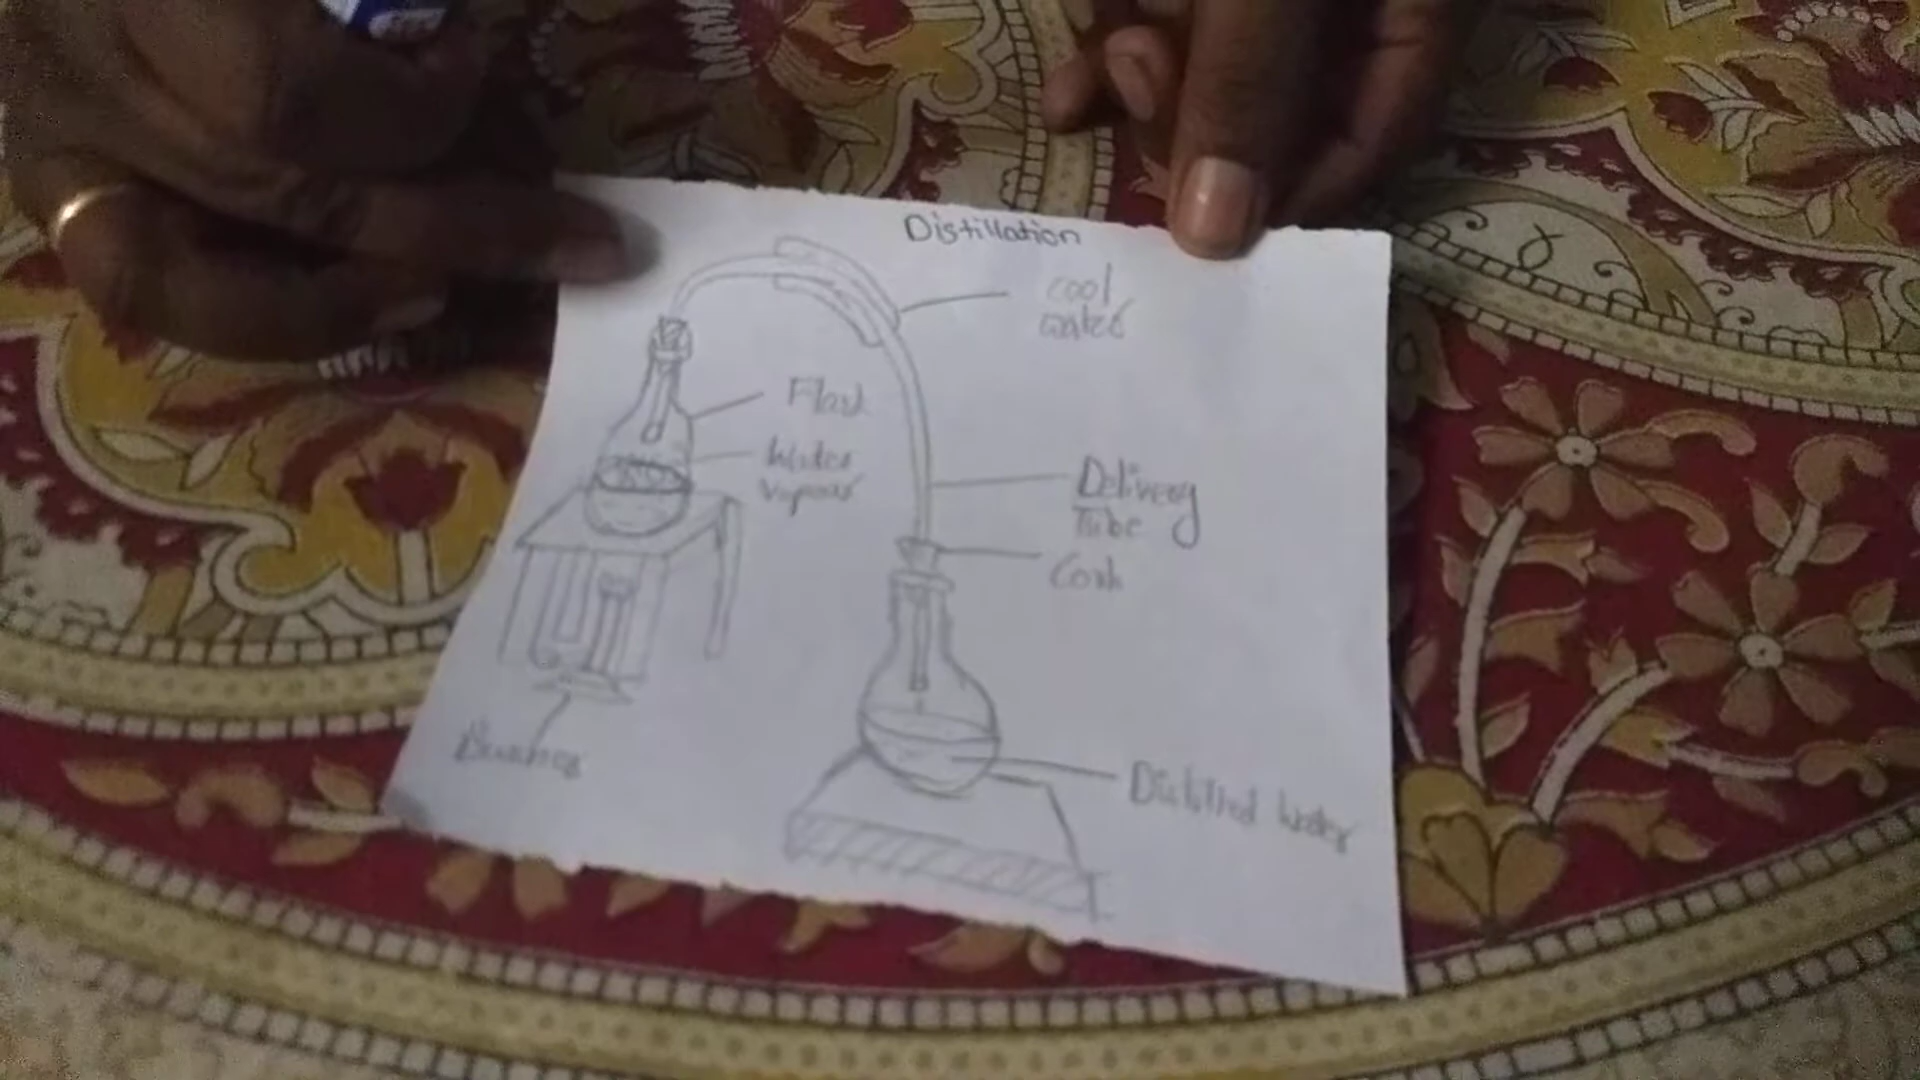 Distillation
cool
water
Flask
Water
vapour
Delivery
Tube
Cork
Distilled water